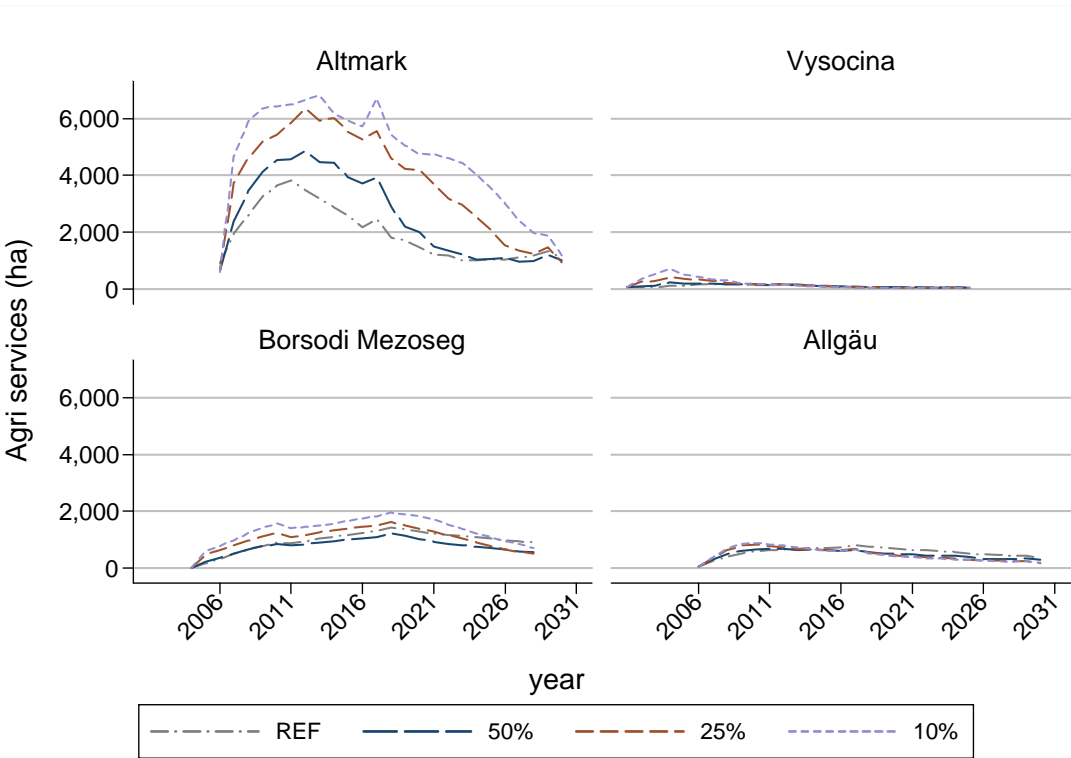 Altmark
Vysocina
6,000
4,000
2,000
0
Agri services (ha)
Borsodi Mezoseg
Allgäu
6,000
4,000
2,000
0
2006 2011 2016 2021 2026 2031
2006 2011 2016 2021 2026 2031
year
REF 50% 25% 10%